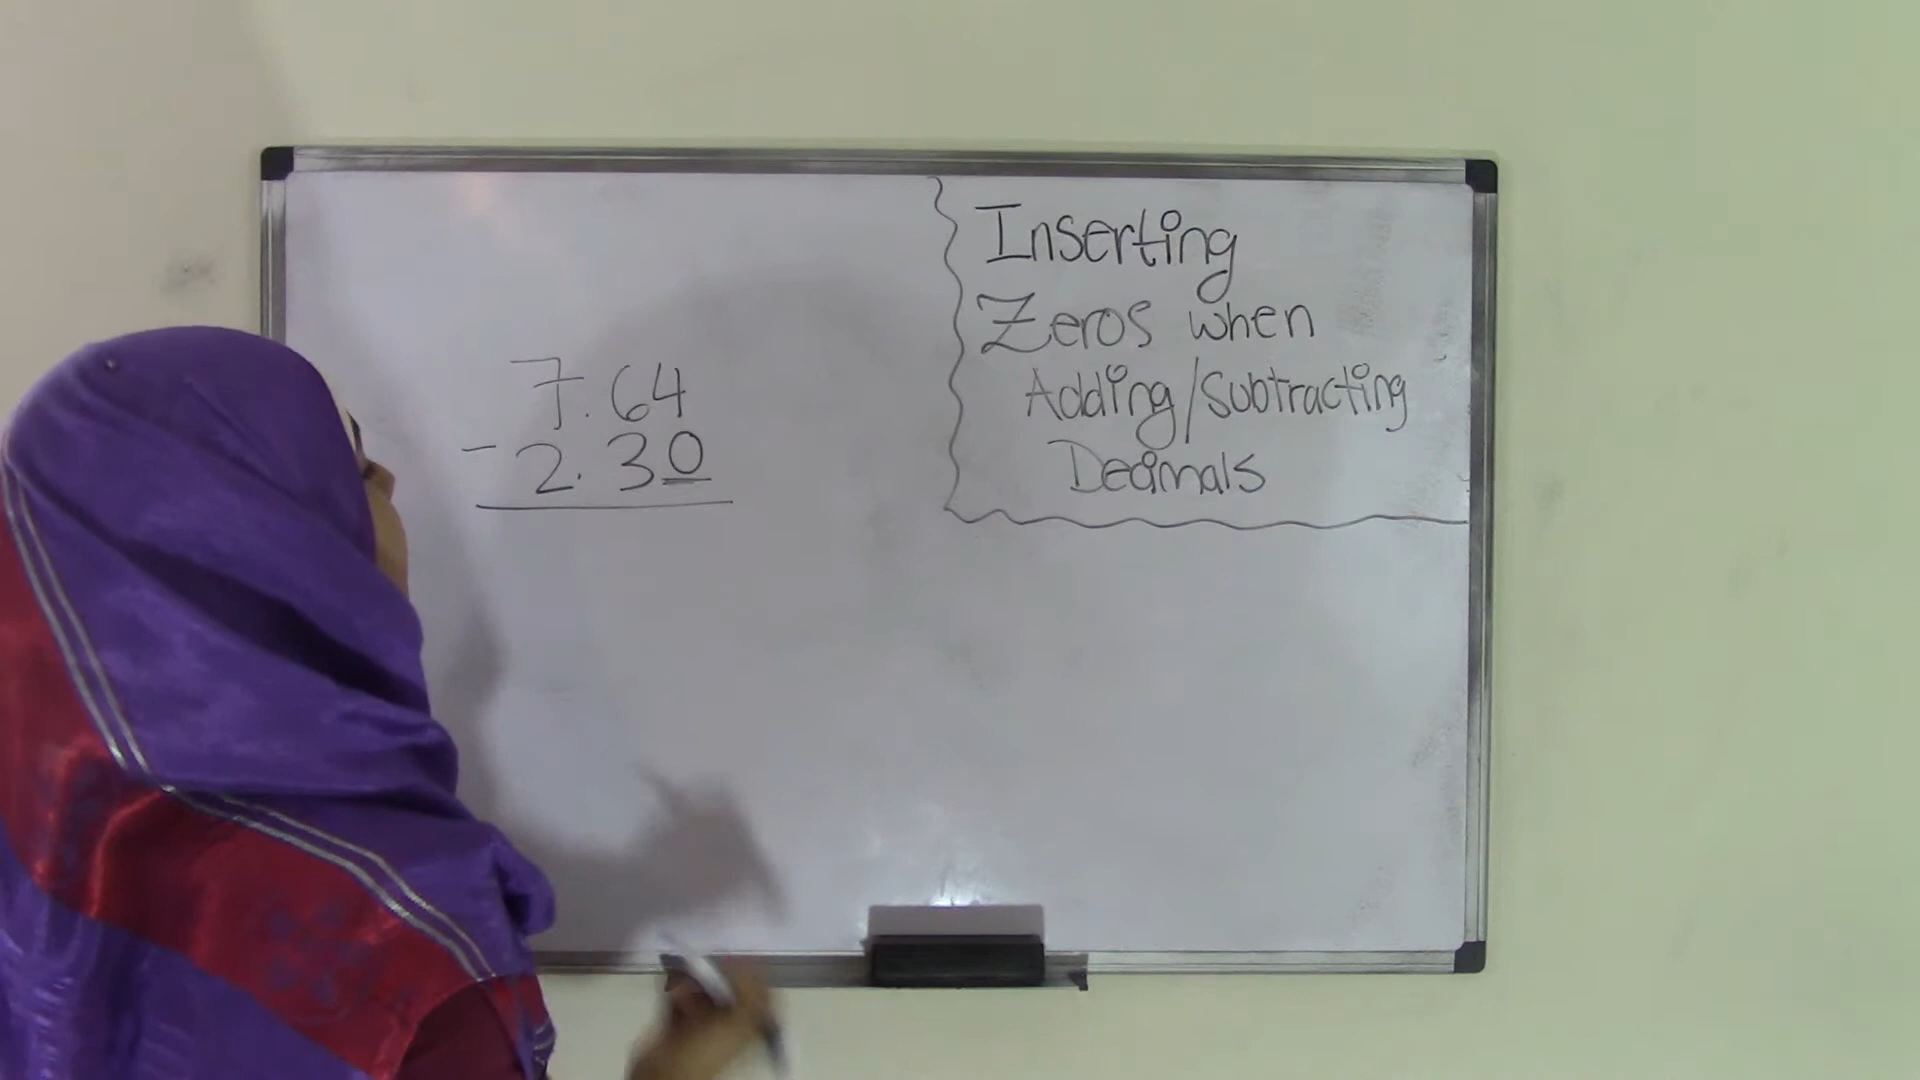 7.64
- 2.30
Inserting
Zeros when
Adding/Subtracting
Decimals